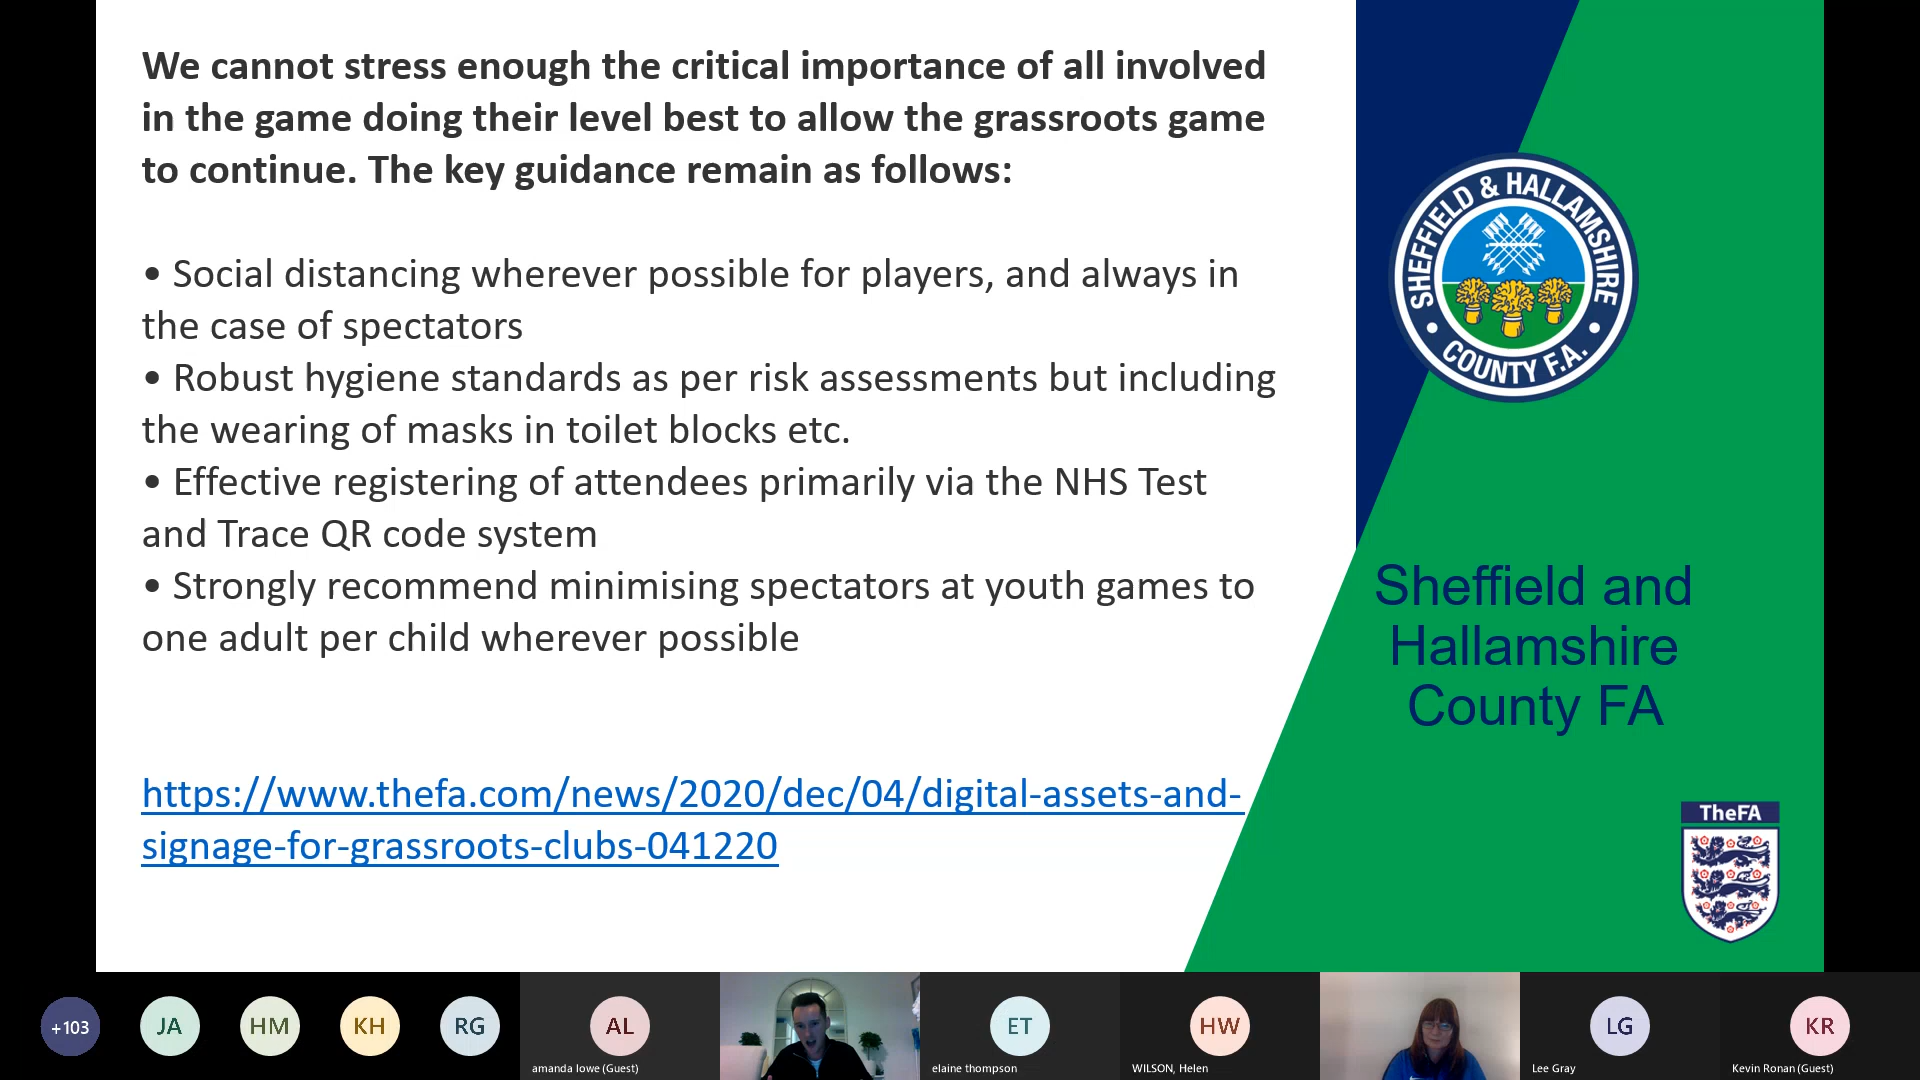 We cannot stress enough the critical importance of all involved
in the game doing their level best to allow the grassroots game
to continue. The key guidance remain as follows:
• Social distancing wherever possible for players, and always in
the case of spectators
• Robust hygiene standards as per risk assessments but including
the wearing of masks in toilet blocks etc.
• Effective registering of attendees primarily via the NHS Test
and Trace QR code system
• Strongly recommend minimising spectators at youth games to
one adult per child wherever possible
https://www.thefa.com/news/2020/dec/04/digital-assets-and-
signage-for-grassroots-clubs-041220
SHEFFIELD & HALLAMSHIRE
• COUNTY F.A. •
Sheffield and
Hallamshire
County FA
TheFA
+103
JA
HM
KH
RG
AL
amanda lowe (Guest)
ET
elaine thompson
HW
WILSON, Helen
LG
Lee Gray
KR
Kevin Ronan (Guest)